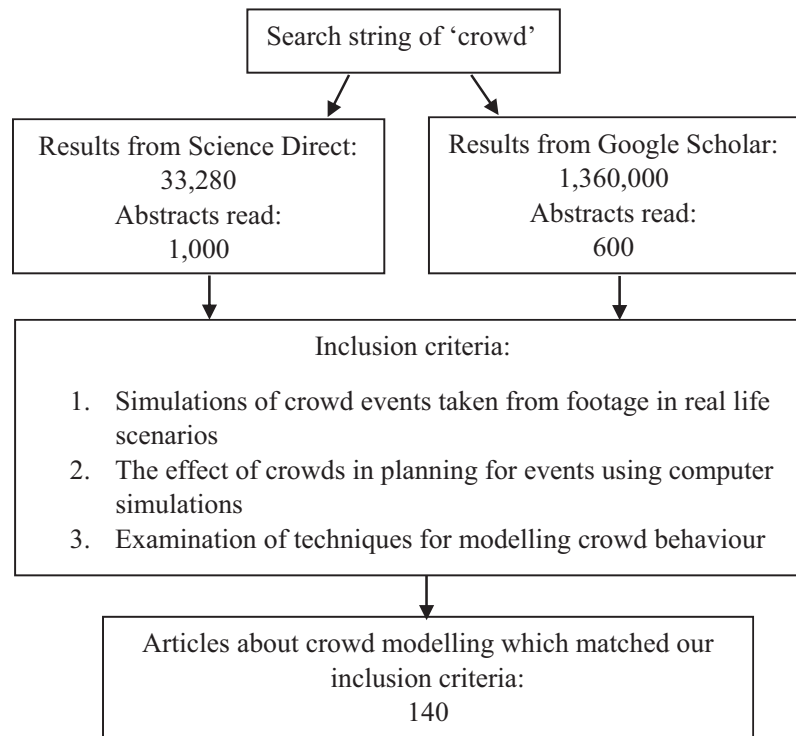 Search string of ‘crowd’
Results from Science Direct:
33,280
Abstracts read:
1,000
Results from Google Scholar:
1,360,000
Abstracts read:
600
Inclusion criteria:
1. Simulations of crowd events taken from footage in real life
scenarios
2. The effect of crowds in planning for events using computer
simulations
3. Examination of techniques for modelling crowd behaviour
Articles about crowd modelling which matched our
inclusion criteria:
140